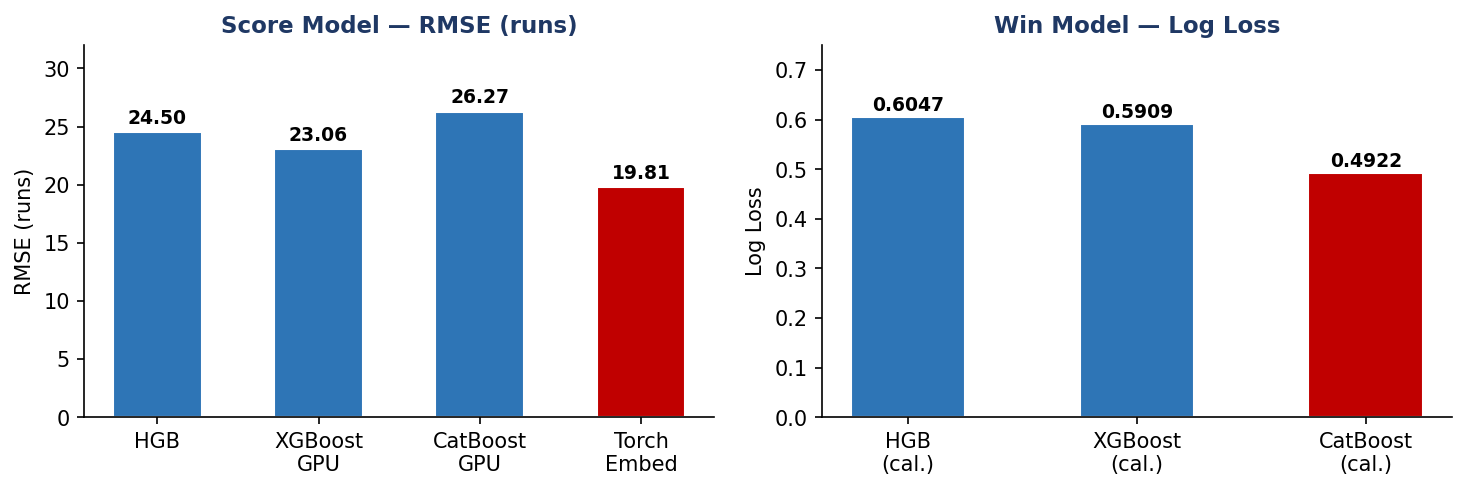 Score Model — RMSE (runs)
RMSE (runs)
30
25
20
15
10
5
0
24.50
23.06
26.27
19.81
HGB
XGBoost
GPU
CatBoost
GPU
Torch
Embed
Win Model — Log Loss
Log Loss
0.7
0.6
0.5
0.4
0.3
0.2
0.1
0.0
0.6047
0.5909
0.4922
HGB
(cal.)
XGBoost
(cal.)
CatBoost
(cal.)